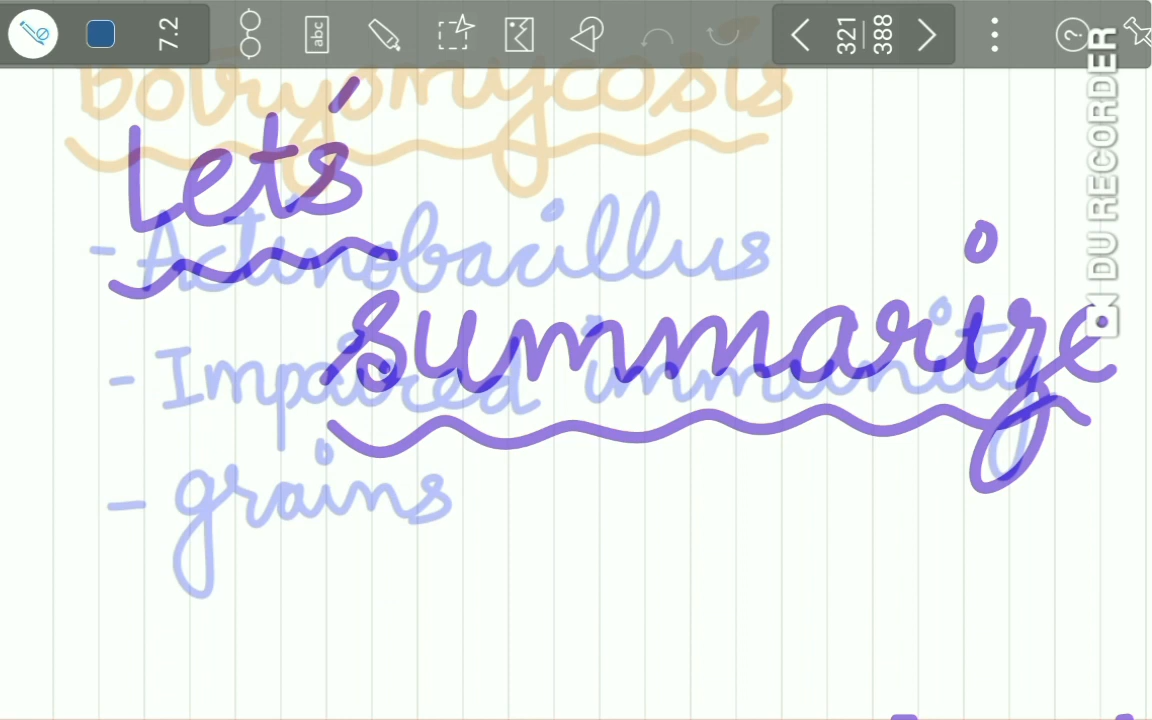 7.2
abc
321
388
?
DU RECORDER
Botryomycosis
Let's
- Actinobacillus
summarize
- Impaired immunity
- grains